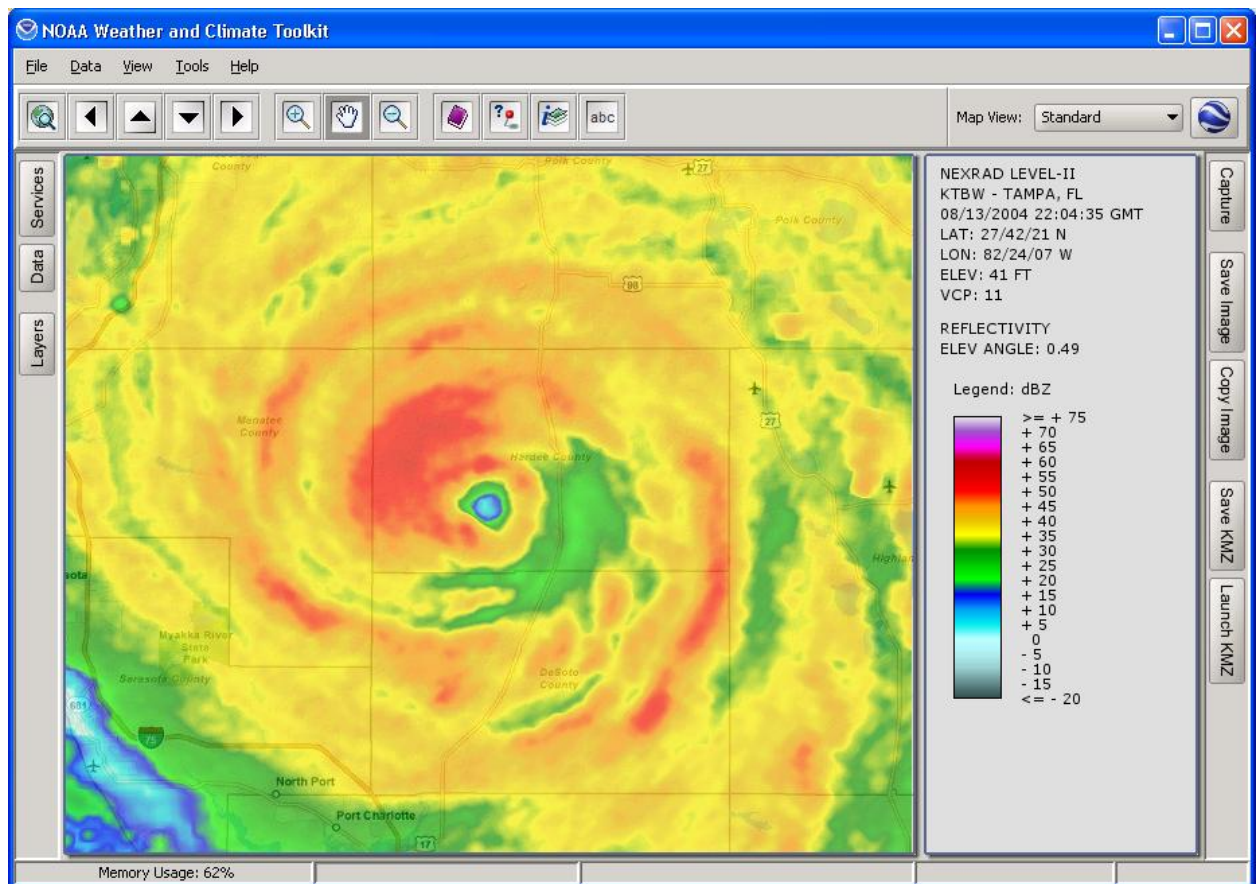 NOAA Weather and Climate Toolkit
File Data View Tools Help
abc
Map View: Standard
Services
Data
Layers
County
Polk County
27
Polk County
98
Manatee
County
27
Hardee County
Myakka River
State
Park
Sarasota County
DeSoto
County
681
75
North Port
Port Charlotte
17
NEXRAD LEVEL-II
KTBW - TAMPA, FL
08/13/2004 22:04:35 GMT
LAT: 27/42/21 N
LON: 82/24/07 W
ELEV: 41 FT
VCP: 11
REFLECTIVITY
ELEV ANGLE: 0.49
Legend: dBZ
>= + 75
+ 70
+ 65
+ 60
+ 55
+ 50
+ 45
+ 40
+ 35
+ 30
+ 25
+ 20
+ 15
+ 10
+ 5
0
- 5
- 10
- 15
<= - 20
Capture
Save Image
Copy Image
Save KMZ
Launch KMZ
Memory Usage: 62%